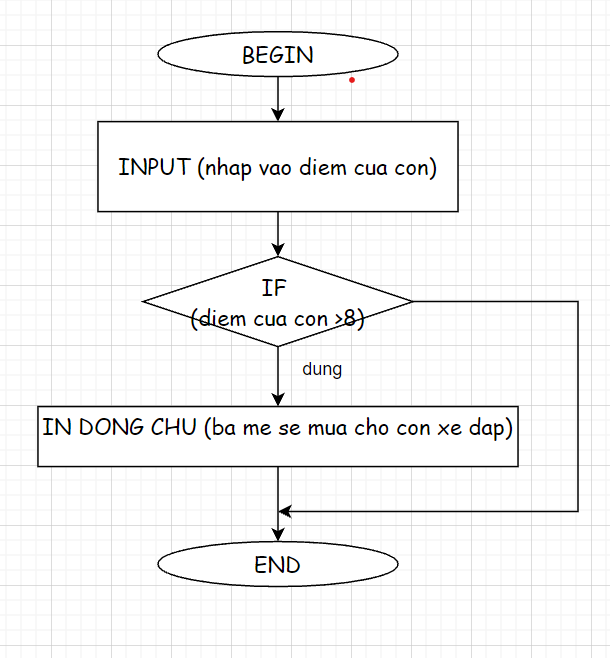 BEGIN
INPUT (nhap vao diem cua con)
IF
(diem cua con >8)
dung
IN DONG CHU (ba me se mua cho con xe dap)
END